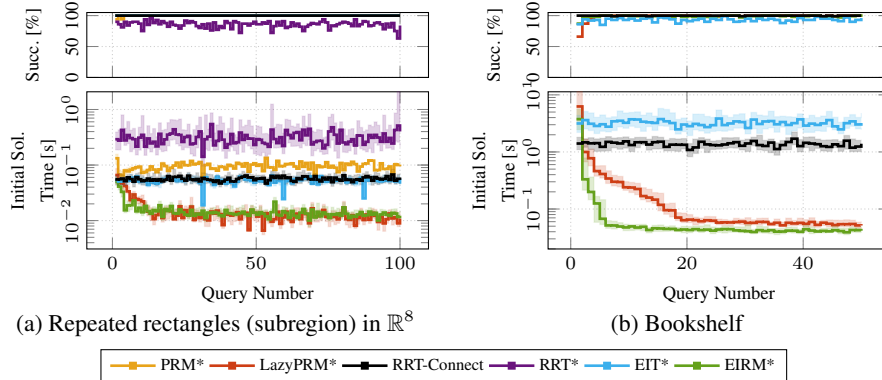 Succ. [%]
100
50
0
Initial Sol.
Time [s]
10^0
10^-1
10^-2
0
50
100
Query Number
(a) Repeated rectangles (subregion) in ℝ^8
Succ. [%]
100
50
0
Initial Sol.
Time [s]
10^1
10^0
10^-1
0
20
40
Query Number
(b) Bookshelf
PRM* LazyPRM* RRT-Connect RRT* EIT* EIRM*